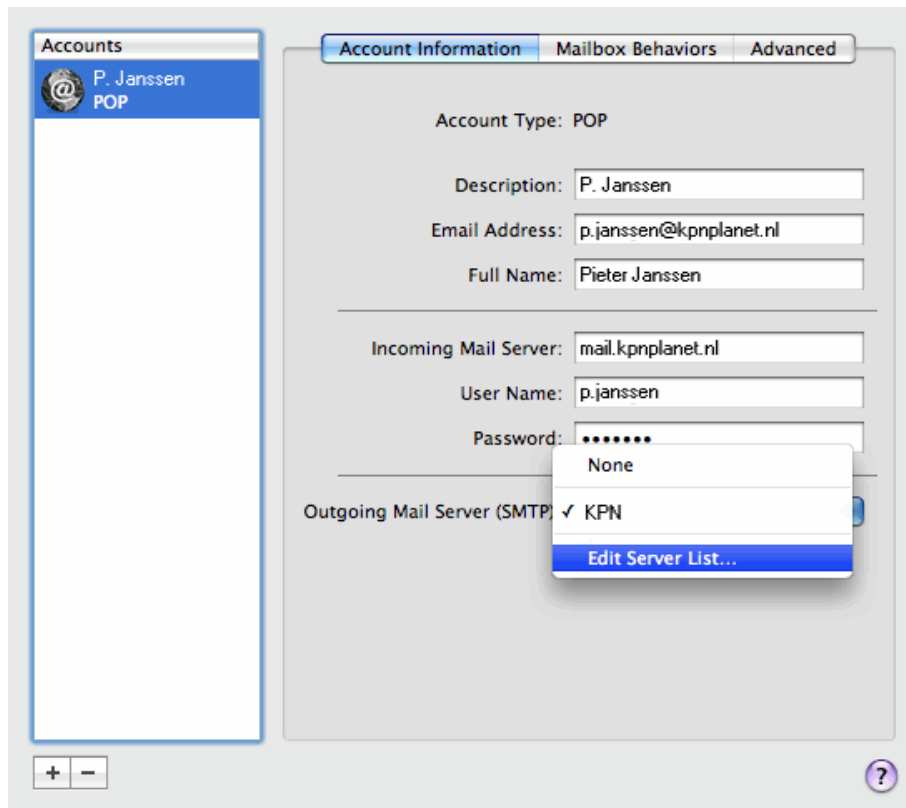 Accounts
P. Janssen
POP
Account Information Mailbox Behaviors Advanced
Account Type: POP
Description: P. Janssen
Email Address: p.janssen@kpnplanet.nl
Full Name: Pieter Janssen
Incoming Mail Server: mail.kpnplanet.nl
User Name: p.janssen
Password: •••••••
None
Outgoing Mail Server (SMTP) ✓ KPN
Edit Server List...
+ −
?